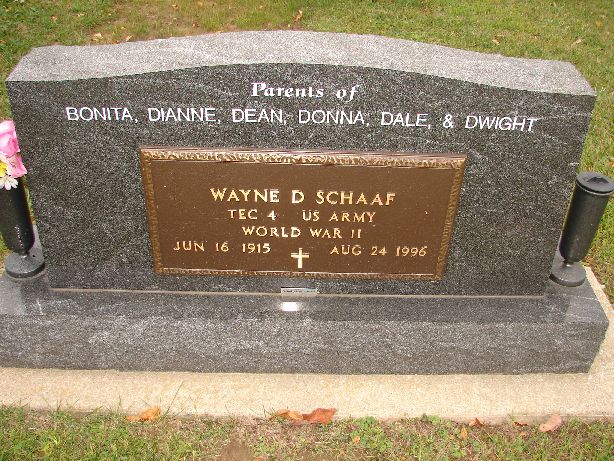 Parents of
BONITA, DIANNE, DEAN, DONNA, DALE, & DWIGHT
WAYNE D SCHAAF
TEC 4 US ARMY
WORLD WAR II
JUN 16 1915 AUG 24 1996